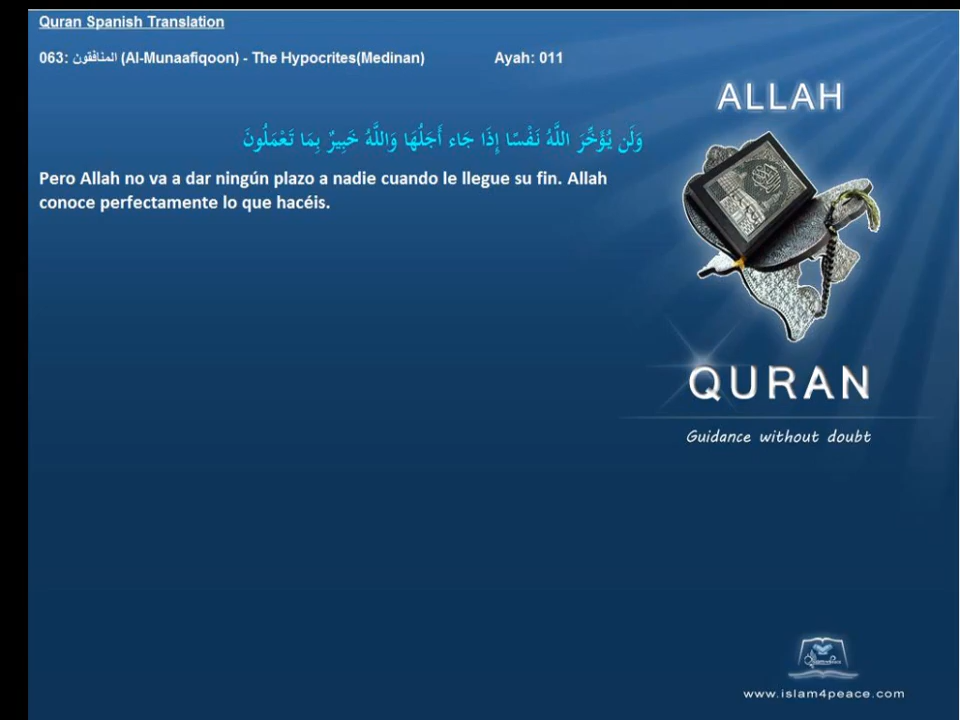 Quran Spanish Translation
063: المنافقون (Al-Munaafiqoon) - The Hypocrites(Medinan) Ayah: 011
ALLAH
وَلَن يُؤَخِّرَ اللَّهُ نَفْسًا إِذَا جَاء أَجَلُهَا وَاللَّهُ خَبِيرٌ بِمَا تَعْمَلُونَ
Pero Allah no va a dar ningún plazo a nadie cuando le llegue su fin. Allah
conoce perfectamente lo que hacéis.
QURAN
Guidance without doubt
www.islam4peace.com